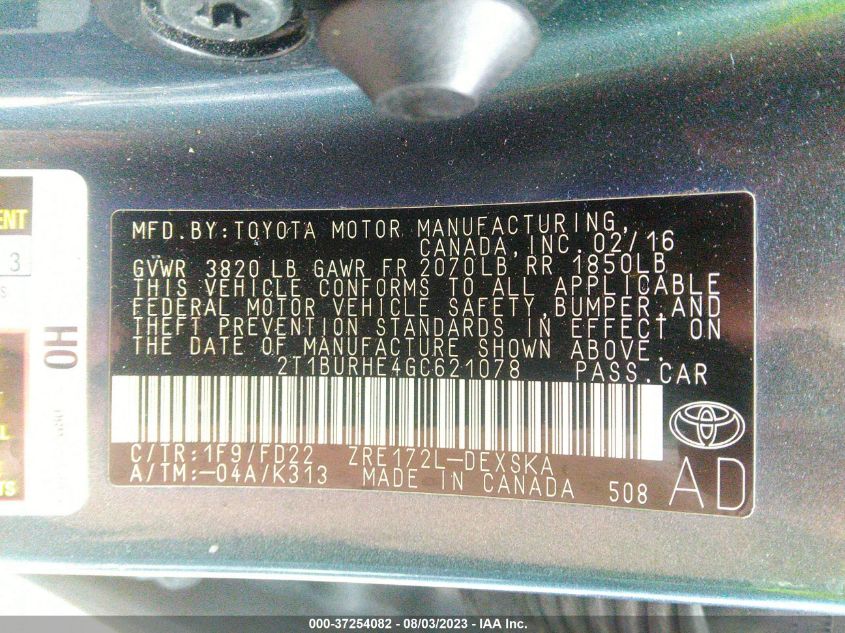 MFD.BY:TOYOTA MOTOR MANUFACTURING,
CANADA,INC. 02/16
GVWR 3820 LB GAWR FR 2070LB RR 1850LB
THIS VEHICLE CONFORMS TO ALL APPLICABLE
FEDERAL MOTOR VEHICLE SAFETY,BUMPER,AND
THEFT PREVENTION STANDARDS IN EFFECT ON
THE DATE OF MANUFACTURE SHOWN ABOVE.
2T1BURHE4GC621078 PASS.CAR
C/TR:1F9/FD22 ZRE172L-DEXSKA
A/TM:-04A/K313 MADE IN CANADA 508 AD
3
HO
000-37254082 - 08/03/2023 - IAA Inc.